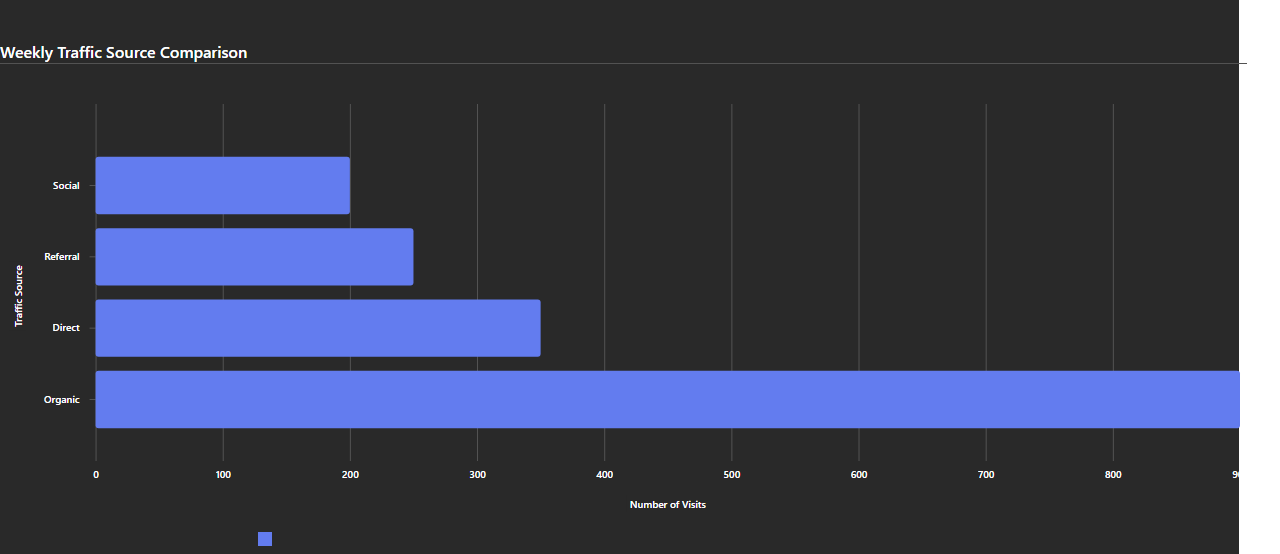 Weekly Traffic Source Comparison
Social
Referral
Direct
Organic
Traffic Source
0 100 200 300 400 500 600 700 800
Number of Visits